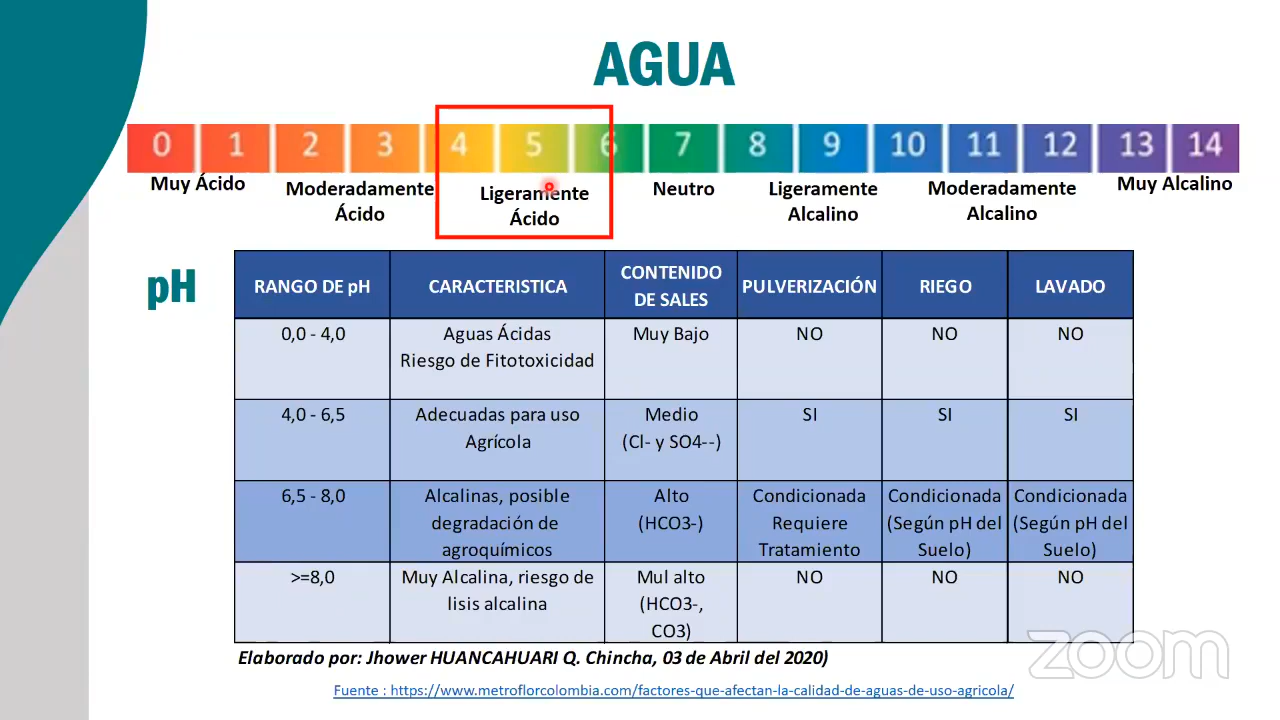 AGUA
0 1 2 3 4 5 6 7 8 9 10 11 12 13 14
Muy Ácido
Moderadamente
Ácido
Ligeramente
Ácido
Neutro
Ligeramente
Alcalino
Moderadamente
Alcalino
Muy Alcalino
pH
RANGO DE pH
CARACTERISTICA
CONTENIDO
DE SALES
PULVERIZACIÓN
RIEGO
LAVADO
0,0 - 4,0
Aguas Ácidas
Riesgo de Fitotoxicidad
Muy Bajo
NO
NO
NO
4,0 - 6,5
Adecuadas para uso
Agrícola
Medio
(Cl- y SO4--)
SI
SI
SI
6,5 - 8,0
Alcalinas, posible
degradación de
agroquímicos
Alto
(HCO3-)
Condicionada
Requiere
Tratamiento
Condicionada
(Según pH del
Suelo)
Condicionada
(Según pH del
Suelo)
>=8,0
Muy Alcalina, riesgo de
lisis alcalina
Mul alto
(HCO3-,
CO3)
NO
NO
NO
Elaborado por: Jhower HUANCAHUARI Q. Chincha, 03 de Abril del 2020)
Fuente : https://www.metroflorcolombia.com/factores-que-afectan-la-calidad-de-aguas-de-uso-agricola/
zoom